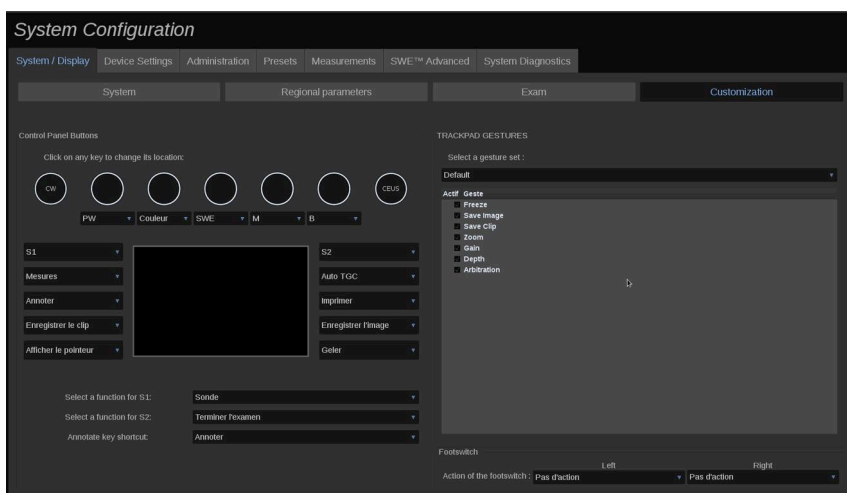 System Configuration
System / Display Device Settings Administration Presets Measurements SWE™ Advanced System Diagnostics
System Regional parameters Exam Customization
Control Panel Buttons
Click on any key to change its location:
CW CEUS
PW Couleur SWE M B
S1 S2
Mesures Auto TGC
Annoter Imprimer
Enregistrer le clip Enregistrer l'image
Afficher le pointeur Geler
Select a function for S1: Sonde
Select a function for S2: Terminer l'examen
Annotate key shortcut: Annoter
TRACKPAD GESTURES
Select a gesture set :
Default
Actif Geste
Freeze
Save Image
Save Clip
Zoom
Gain
Depth
Arbitration
Footswitch
Left Right
Action of the footswitch : Pas d'action Pas d'action